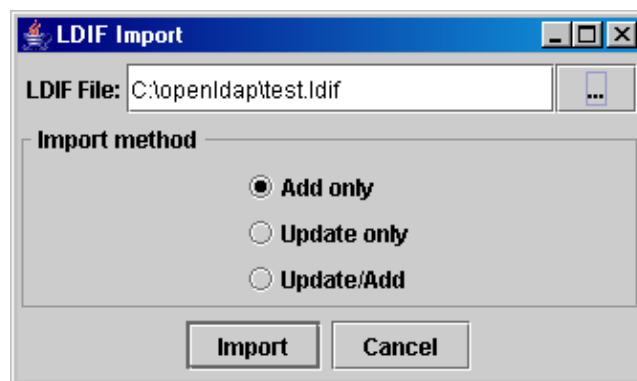 LDIF Import
LDIF File: C:\openldap\test.ldif ...
Import method
Add only
Update only
Update/Add
Import Cancel